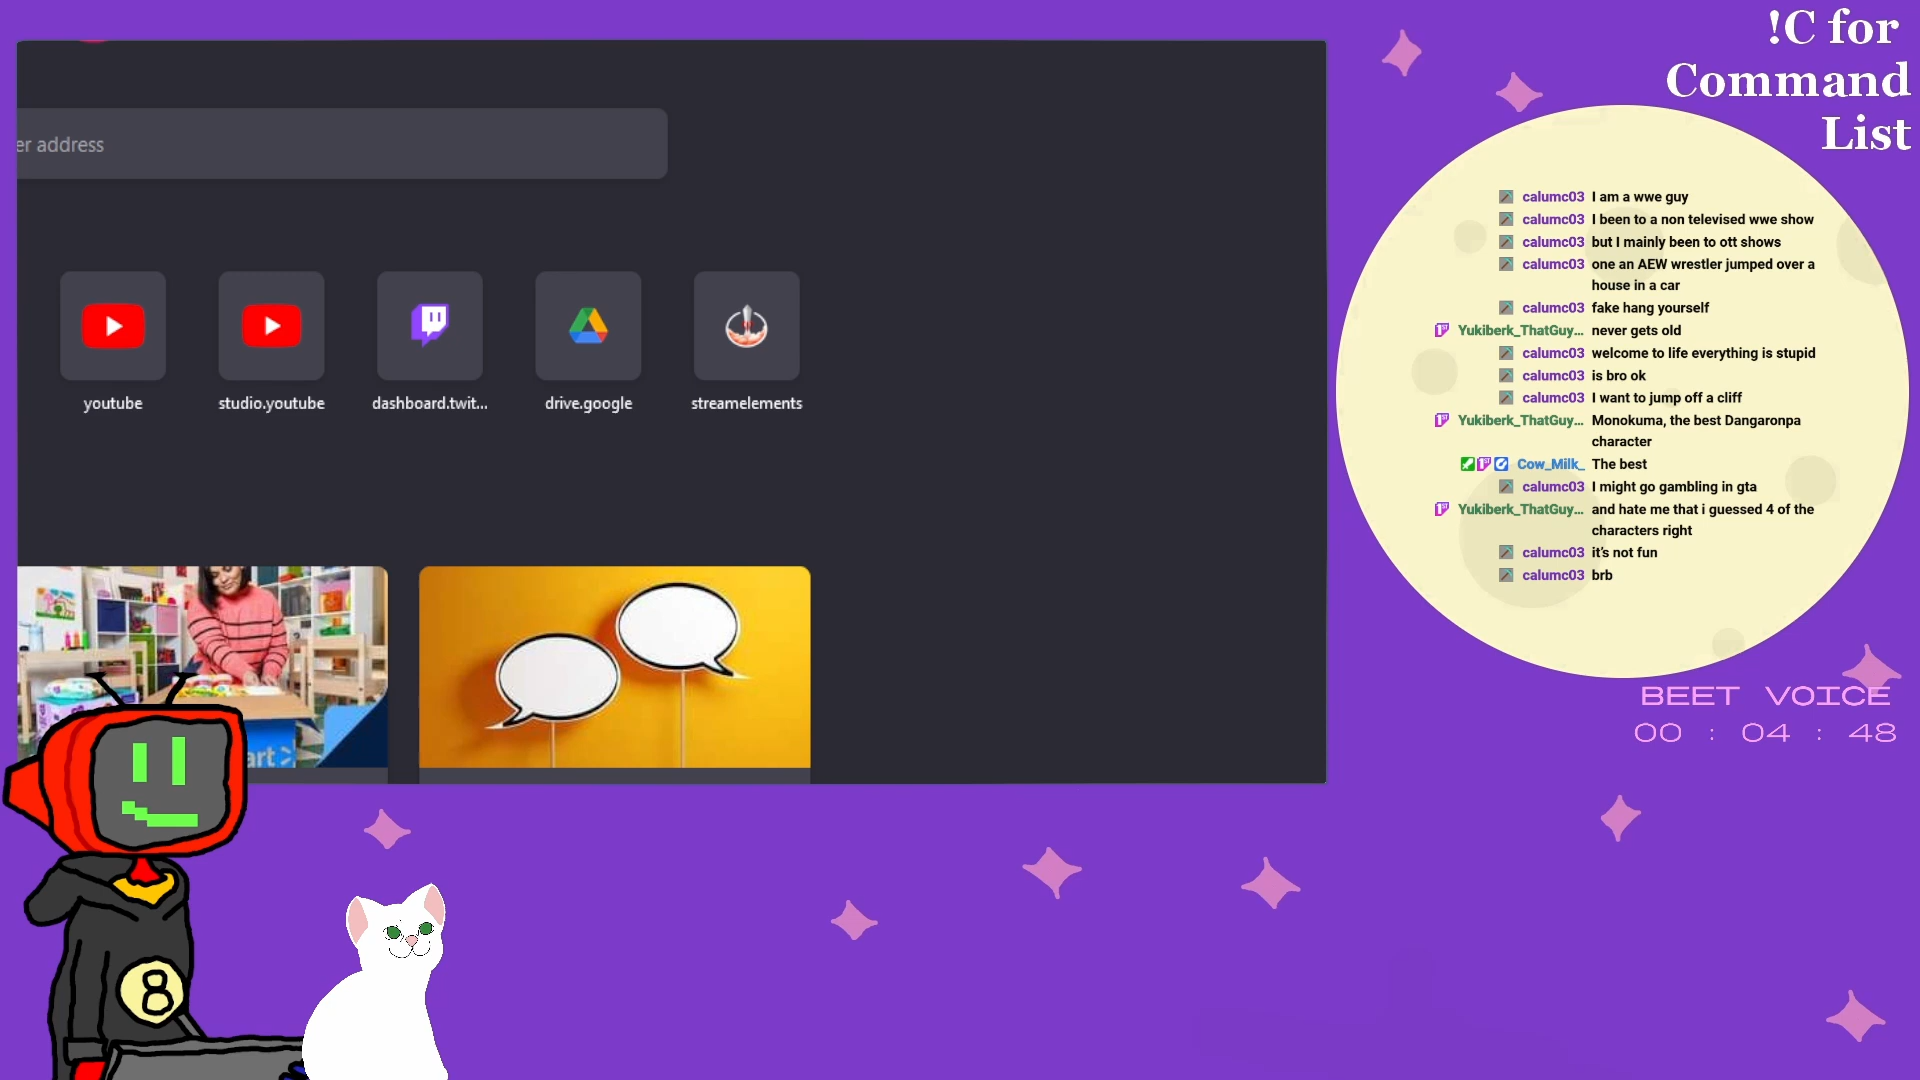 !C for
Command
List
er address
youtube
studio.youtube
dashboard.twit...
drive.google
streamelements
art
8
calumc03 I am a wwe guy
calumc03 I been to a non televised wwe show
calumc03 but I mainly been to ott shows
calumc03 one an AEW wrestler jumped over a
house in a car
calumc03 fake hang yourself
Yukiberk_ThatGuy... never gets old
calumc03 welcome to life everything is stupid
calumc03 is bro ok
calumc03 I want to jump off a cliff
Yukiberk_ThatGuy... Monokuma, the best Dangaronpa
character
Cow_Milk_ The best
calumc03 I might go gambling in gta
Yukiberk_ThatGuy... and hate me that i guessed 4 of the
characters right
calumc03 it's not fun
calumc03 brb
BEET VOICE
00 : 04 : 48